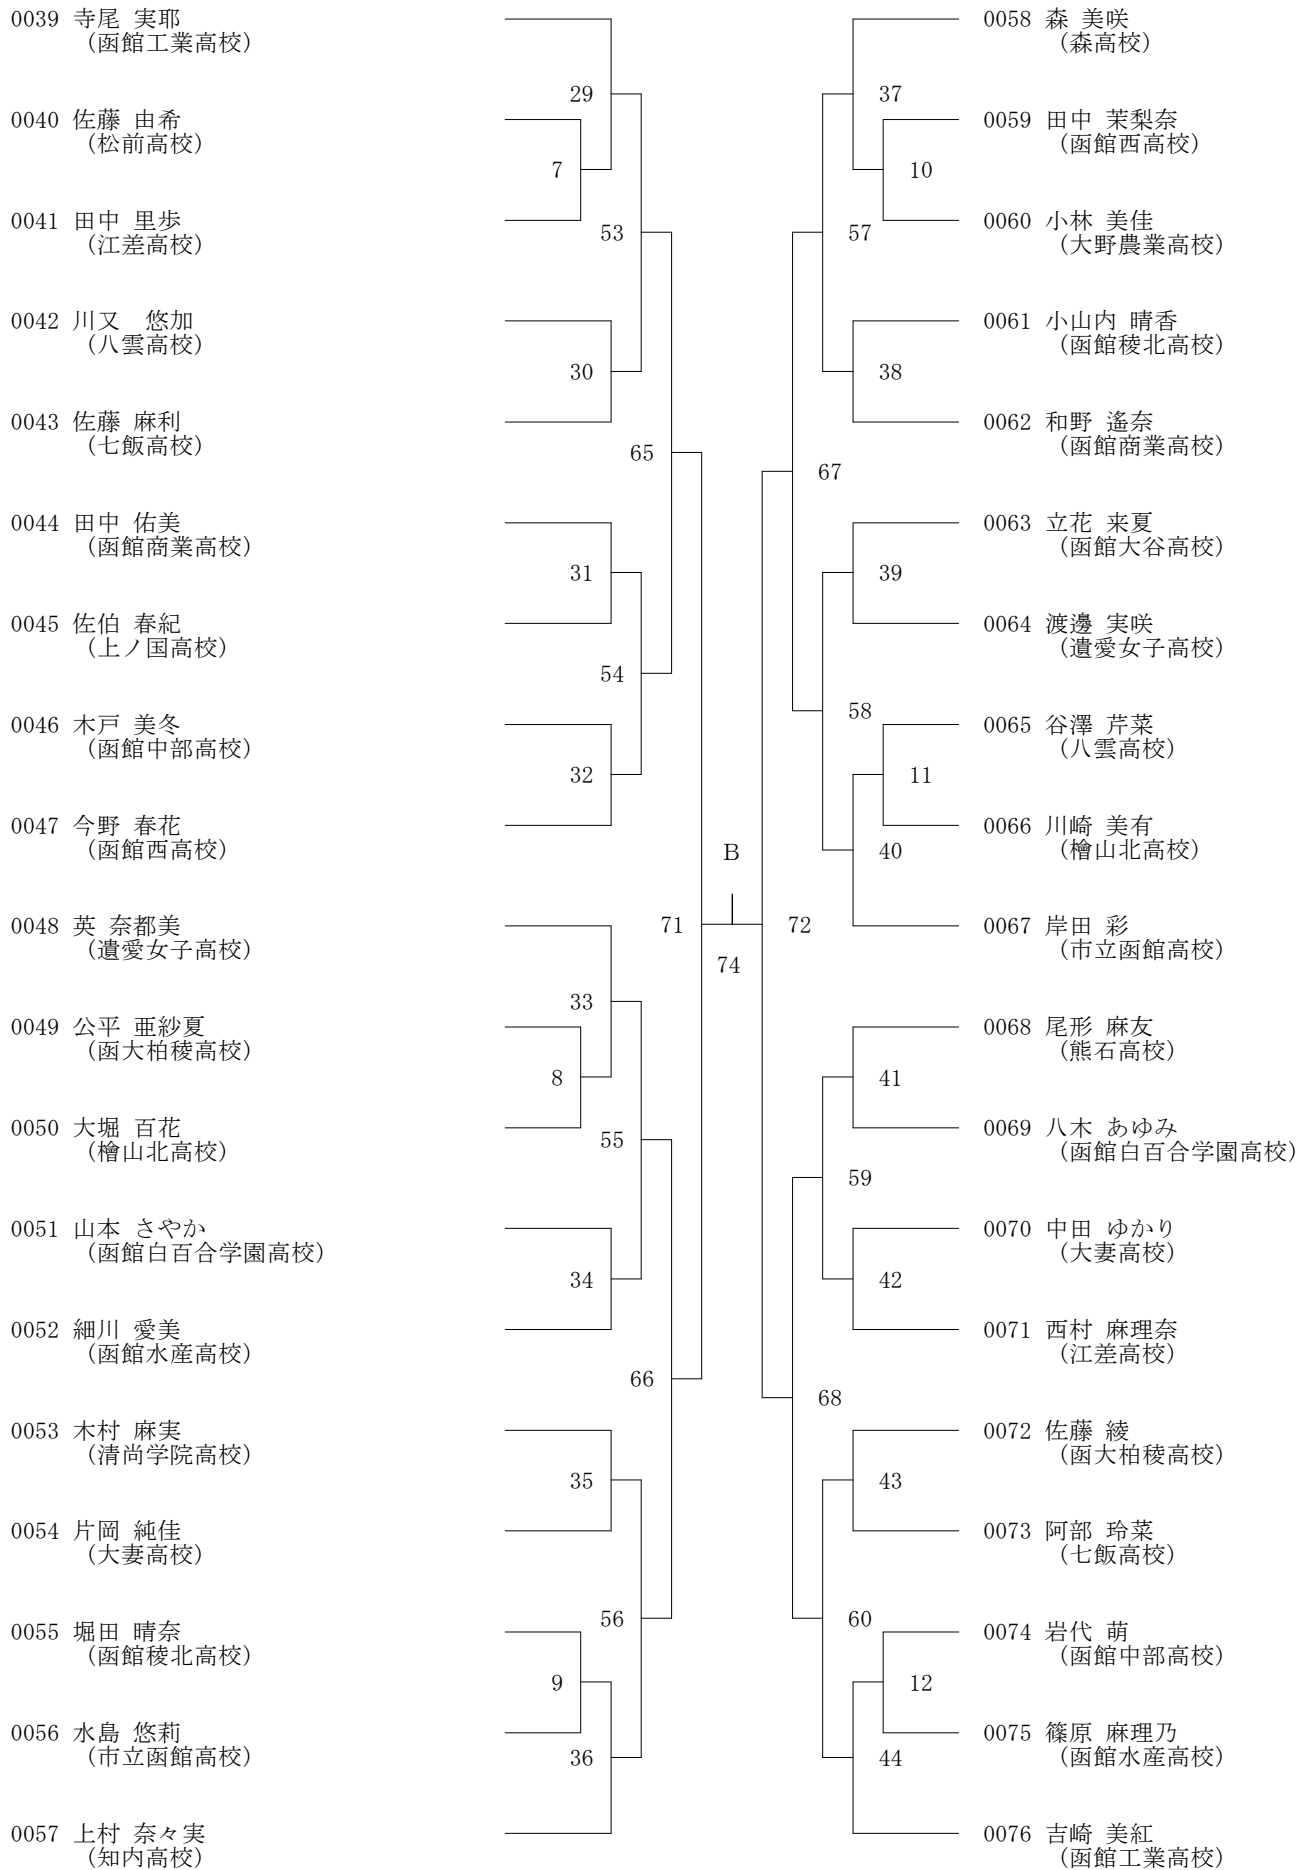 0039 寺尾 実耶
(函館工業高校)
29
0040 佐藤 由希
(松前高校)
7
0041 田中 里歩
(江差高校)
53
0042 川又 悠加
(八雲高校)
30
0043 佐藤 麻利
(七飯高校)
65
0044 田中 佑美
(函館商業高校)
31
0045 佐伯 春紀
(上ノ国高校)
54
0046 木戸 美冬
(函館中部高校)
32
0047 今野 春花
(函館西高校)
0048 英 奈都美
(遺愛女子高校)
71
33
0049 公平 亜紗夏
(函大柏稜高校)
8
0050 大堀 百花
(檜山北高校)
55
0051 山本 さやか
(函館白百合学園高校)
34
0052 細川 愛美
(函館水産高校)
66
0053 木村 麻実
(清尚学院高校)
35
0054 片岡 純佳
(大妻高校)
56
0055 堀田 晴奈
(函館稜北高校)
9
0056 水島 悠莉
(市立函館高校)
36
0057 上村 奈々実
(知内高校)
B
74
0058 森 美咲
(森高校)
37
0059 田中 茉梨奈
(函館西高校)
10
0060 小林 美佳
(大野農業高校)
57
0061 小山内 晴香
(函館稜北高校)
38
0062 和野 遙奈
(函館商業高校)
67
0063 立花 来夏
(函館大谷高校)
39
0064 渡邊 実咲
(遺愛女子高校)
58
0065 谷澤 芹菜
(八雲高校)
11
0066 川崎 美有
(檜山北高校)
40
0067 岸田 彩
(市立函館高校)
72
0068 尾形 麻友
(熊石高校)
41
0069 八木 あゆみ
(函館白百合学園高校)
59
0070 中田 ゆかり
(大妻高校)
42
0071 西村 麻理奈
(江差高校)
68
0072 佐藤 綾
(函大柏稜高校)
43
0073 阿部 玲菜
(七飯高校)
60
0074 岩代 萌
(函館中部高校)
12
0075 篠原 麻理乃
(函館水産高校)
44
0076 吉崎 美紅
(函館工業高校)